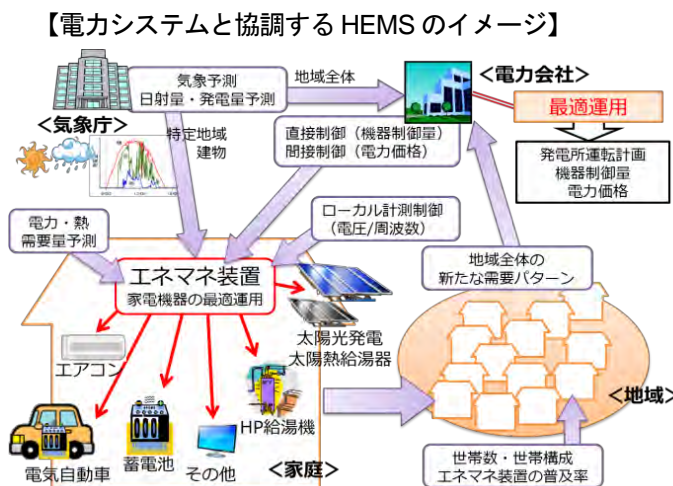 【電力システムと協調する HEMS のイメージ】
気象予測
日射量・発電量予測
地域全体
<電力会社>
最適運用
<気象庁>
特定地域
建物
直接制御（機器制御量）
間接制御（電力価格）
発電所運転計画
機器制御量
電力価格
電力・熱
需要量予測
ローカル計測制御
（電圧/周波数）
地域全体の
新たな需要パターン
エネマネ装置
家電機器の最適運用
太陽光発電
太陽熱給湯器
エアコン
HP給湯機
<地域>
電気自動車
蓄電池
その他
<家庭>
世帯数・世帯構成
エネマネ装置の普及率